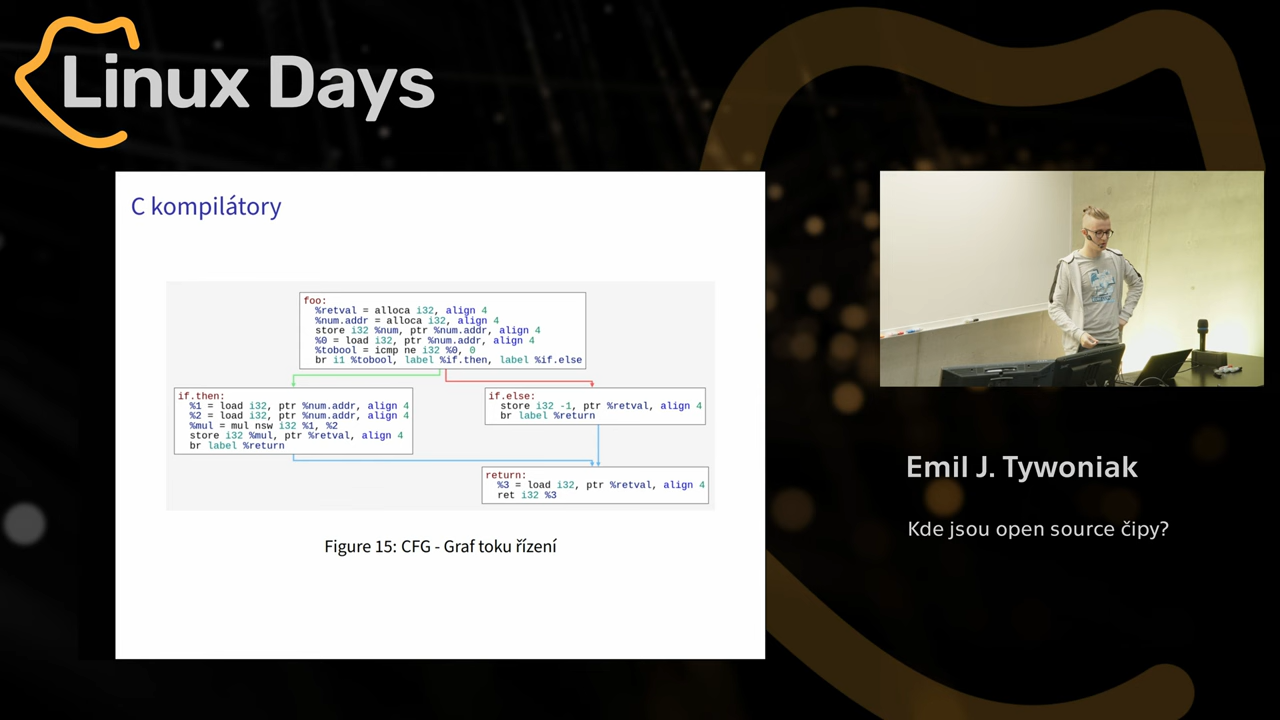 Linux Days
C kompilátory
foo:
%retval = alloca i32, align 4
%num.addr = alloca i32, align 4
store i32 %num, ptr %num.addr, align 4
%0 = load i32, ptr %num.addr, align 4
%tobool = icmp ne i32 %0, 0
br i1 %tobool, label %if.then, label %if.else
if.then:
%1 = load i32, ptr %num.addr, align 4
%2 = load i32, ptr %num.addr, align 4
%mul = mul nsw i32 %1, %2
store i32 %mul, ptr %retval, align 4
br label %return
if.else:
store i32 -1, ptr %retval, align 4
br label %return
return:
%3 = load i32, ptr %retval, align 4
ret i32 %3
Figure 15: CFG - Graf toku řízení
Emil J. Tywoniak
Kde jsou open source čipy?